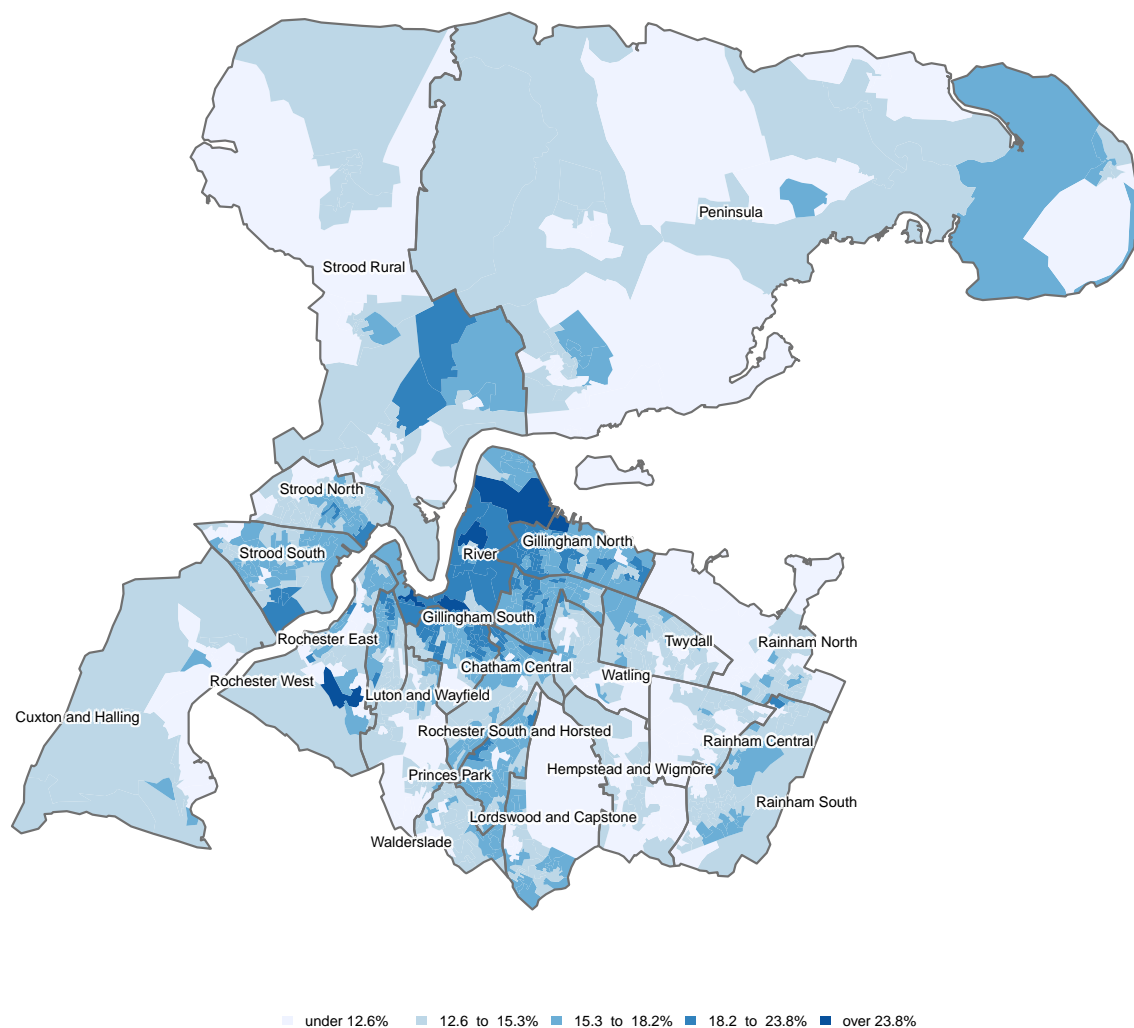 Peninsula
Strood Rural
Strood North
Strood South
Gillingham North
River
Gillingham South
Rochester East
Twydall
Rainham North
Chatham Central
Watling
Rochester West
Luton and Wayfield
Cuxton and Halling
Rochester South and Horsted
Rainham Central
Hempstead and Wigmore
Princes Park
Rainham South
Lordswood and Capstone
Walderslade
under 12.6% 12.6 to 15.3% 15.3 to 18.2% 18.2 to 23.8% over 23.8%